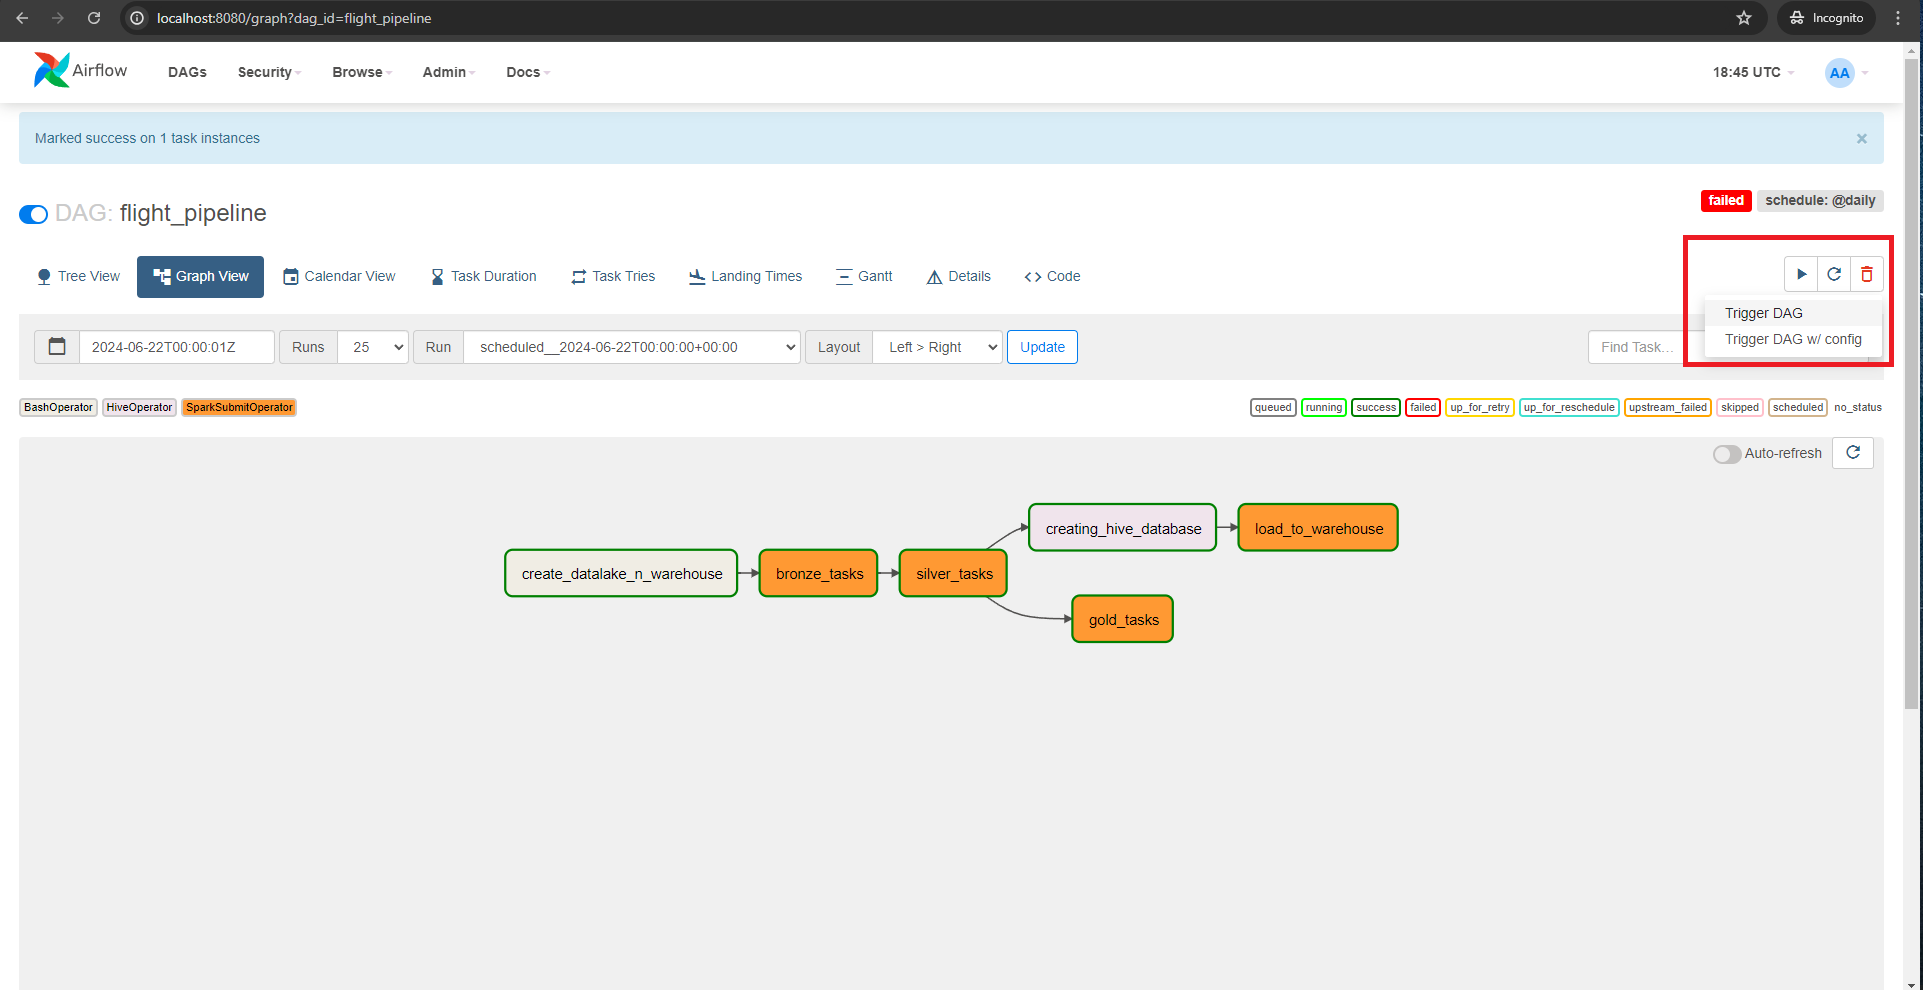 localhost:8080/graph?dag_id=flight_pipeline
Incognito
Airflow
DAGs
Security
Browse
Admin
Docs
18:45 UTC
AA
Marked success on 1 task instances
×
DAG: flight_pipeline
failed
schedule: @daily
Tree View
Graph View
Calendar View
Task Duration
Task Tries
Landing Times
Gantt
Details
Code
Trigger DAG
Trigger DAG w/ config
2024-06-22T00:00:01Z
Runs
25
Run
scheduled__2024-06-22T00:00:00+00:00
Layout
Left > Right
Update
Find Task...
BashOperator
HiveOperator
SparkSubmitOperator
queued
running
success
failed
up_for_retry
up_for_reschedule
upstream_failed
skipped
scheduled
no_status
Auto-refresh
creating_hive_database
load_to_warehouse
create_datalake_n_warehouse
bronze_tasks
silver_tasks
gold_tasks